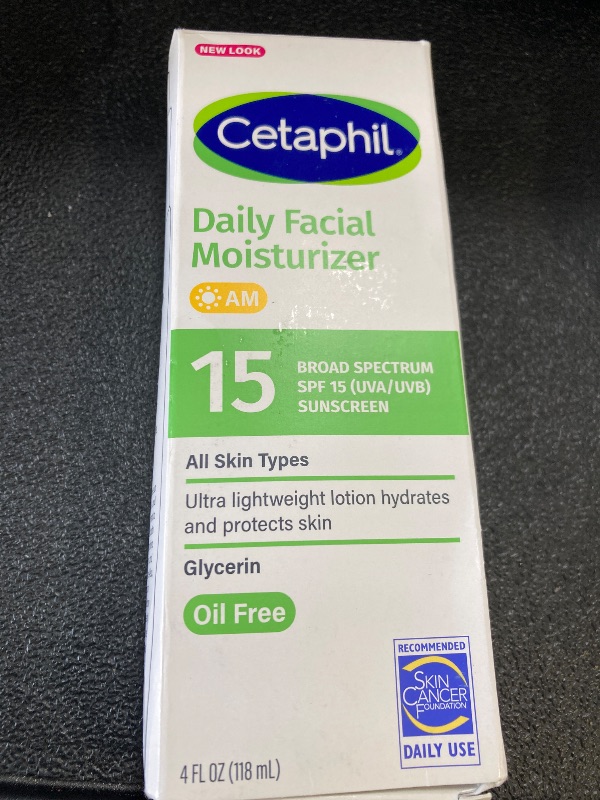 NEW LOOK
Cetaphil®
Daily Facial
Moisturizer
AM
15
BROAD SPECTRUM
SPF 15 (UVA/UVB)
SUNSCREEN
All Skin Types
Ultra lightweight lotion hydrates
and protects skin
Glycerin
Oil Free
RECOMMENDED
SKIN
CANCER
FOUNDATION
DAILY USE
4 FL OZ (118 mL)